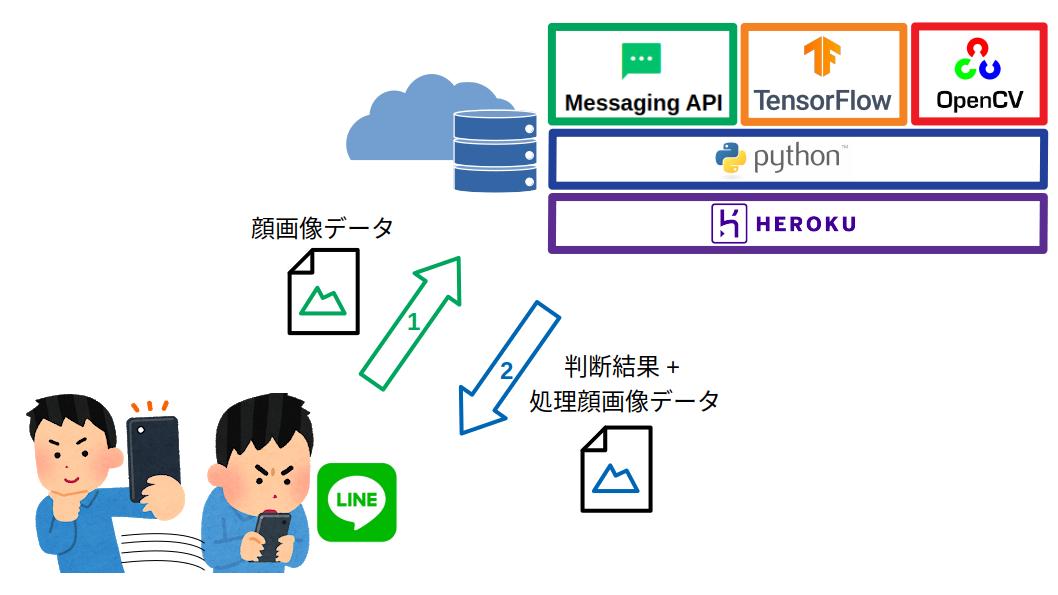 Messaging API
TensorFlow
OpenCV
python™
HEROKU
顔画像データ
1
2
判断結果 +
処理顔画像データ
LINE